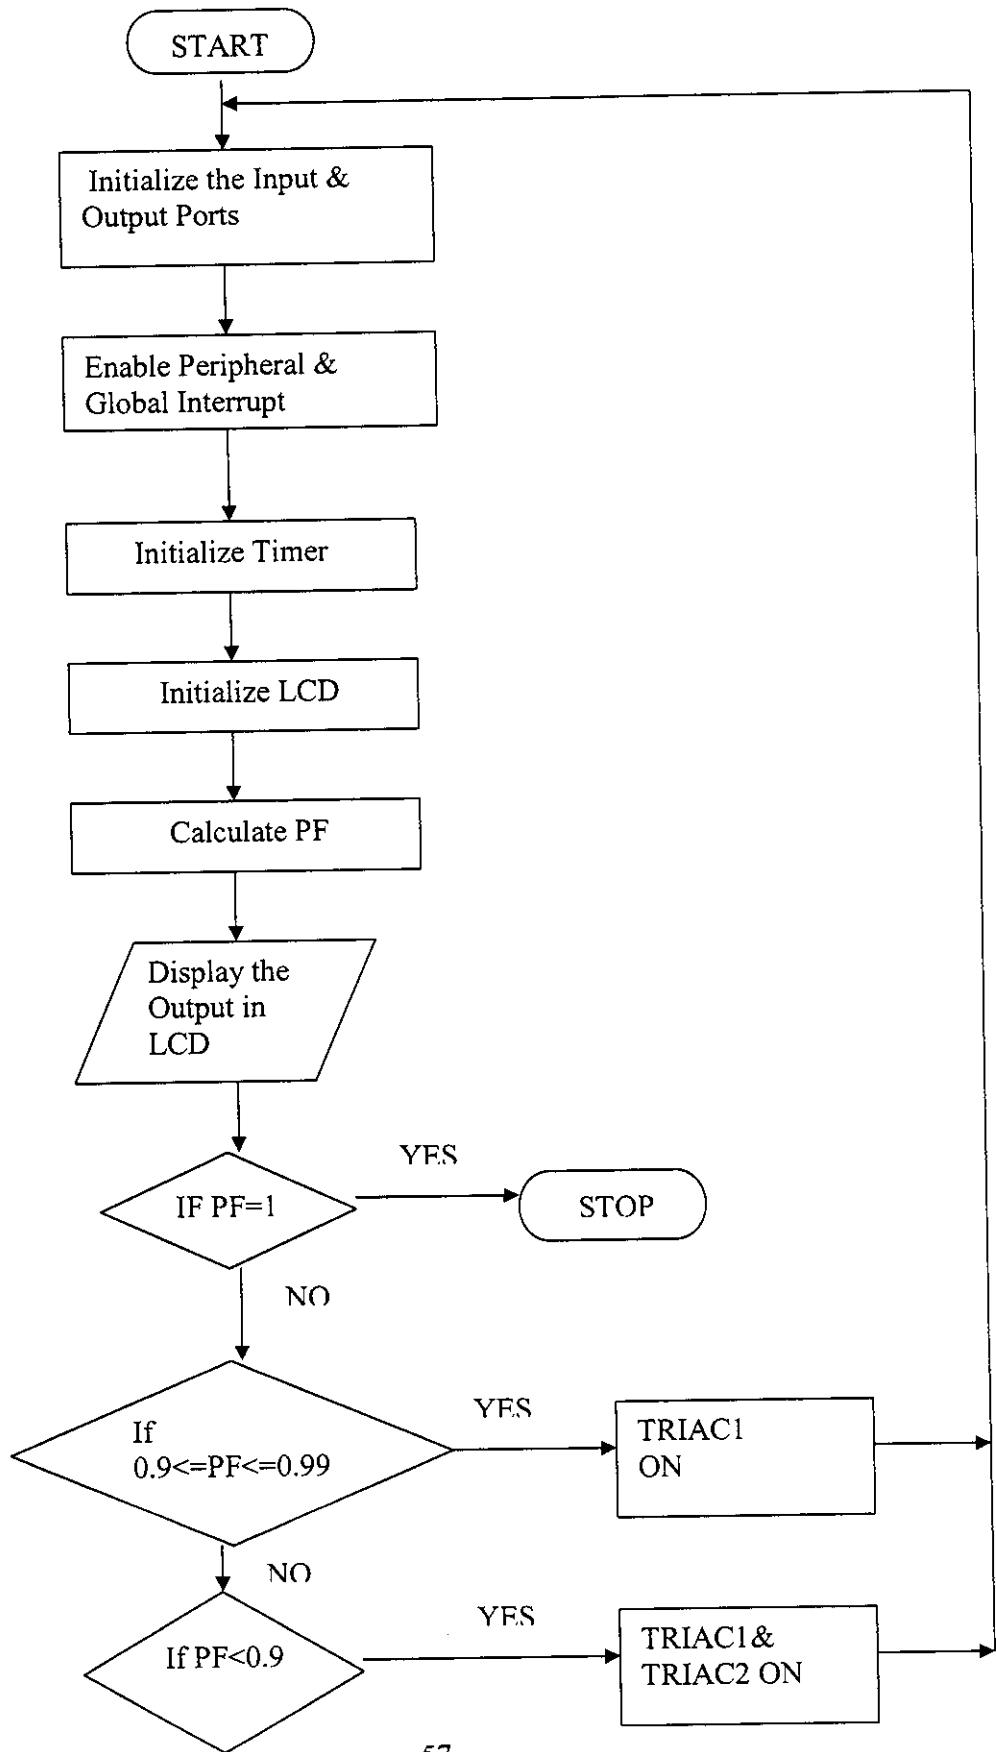 START
Initialize the Input &
Output Ports
Enable Peripheral &
Global Interrupt
Initialize Timer
Initialize LCD
Calculate PF
Display the
Output in
LCD
YES
IF PF=1
STOP
NO
YES
If
0.9<=PF<=0.99
TRIAC1
ON
NO
YES
If PF<0.9
TRIAC1&
TRIAC2 ON
57